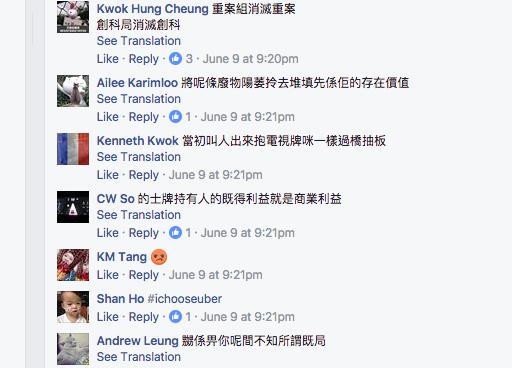 Kwok Hung Cheung 重案組消滅重案
創科局消滅創科
See Translation
Like · Reply · 3 · June 9 at 9:20pm
Ailee Karimloo 將呢條廢物陽萎拎去堆填先係佢的存在價值
See Translation
Like · Reply · 1 · June 9 at 9:21pm
Kenneth Kwok 當初叫人出來抱電視牌咪一樣過橋抽板
See Translation
Like · Reply · June 9 at 9:21pm
CW So 的士牌持有人的既得利益就是商業利益
See Translation
Like · Reply · 1 · June 9 at 9:21pm
KM Tang
Like · Reply · June 9 at 9:21pm
Shan Ho #ichooseuber
Like · Reply · 1 · June 9 at 9:21pm
Andrew Leung 嬲係畀你呢間不知所謂既局
See Translation